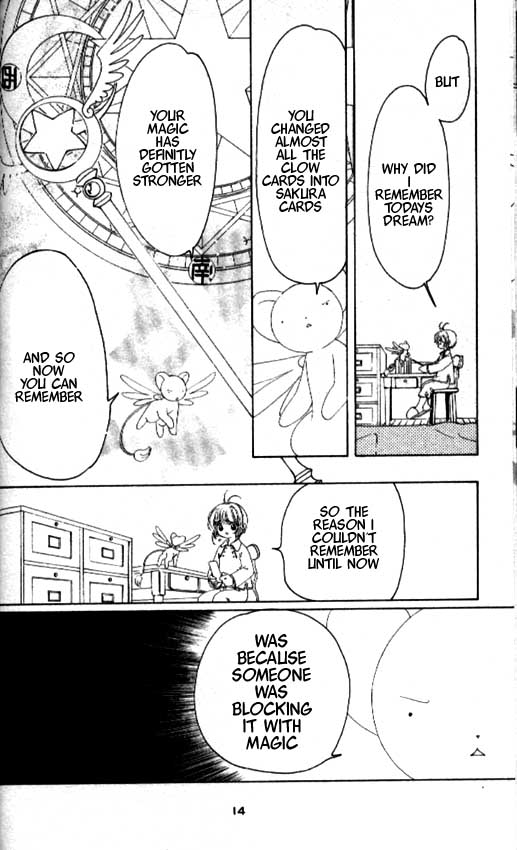 BUT
WHY DID
I
REMEMBER
TODAYS
DREAM?
YOU
CHANGED
ALMOST
ALL THE
CLOW
CARDS INTO
SAKURA
CARDS
YOUR
MAGIC
HAS
DEFINITLY
GOTTEN
STRONGER
AND SO
NOW
YOU CAN
REMEMBER
南
SO THE
REASON I
COULDN'T
REMEMBER
UNTIL NOW
WAS
BECAUSE
SOMEONE
WAS
BLOCKING
IT WITH
MAGIC
14